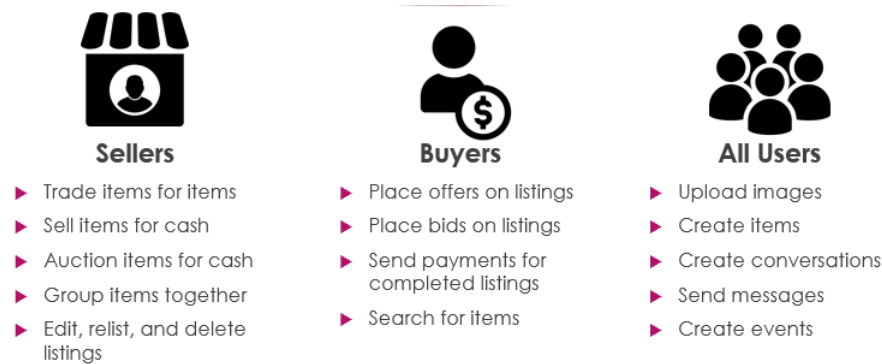 Sellers
Trade items for items
Sell items for cash
Auction items for cash
Group items together
Edit, relist, and delete
listings
Buyers
Place offers on listings
Place bids on listings
Send payments for
completed listings
Search for items
All Users
Upload images
Create items
Create conversations
Send messages
Create events